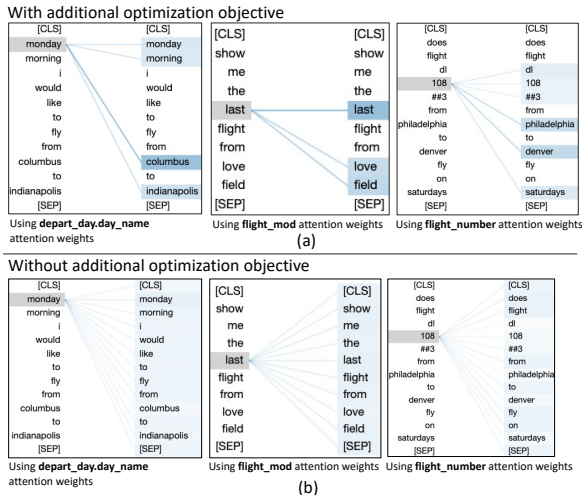 With additional optimization objective
[CLS] [CLS]
monday monday
morning morning
i i
would would
like like
to to
fly fly
from from
columbus columbus
to to
indianapolis indianapolis
[SEP] [SEP]
Using depart_day.day_name
attention weights
[CLS] [CLS]
show show
me me
the the
last last
flight flight
from from
love love
field field
[SEP] [SEP]
Using flight_mod attention weights
[CLS] [CLS]
does does
flight flight
dl dl
108 108
##3 ##3
from from
philadelphia philadelphia
to to
denver denver
fly fly
on on
saturdays saturdays
[SEP] [SEP]
Using flight_number attention weights
(a)
Without additional optimization objective
[CLS] [CLS]
monday monday
morning morning
i i
would would
like like
to to
fly fly
from from
columbus columbus
to to
indianapolis indianapolis
[SEP] [SEP]
Using depart_day.day_name
attention weights
[CLS] [CLS]
show show
me me
the the
last last
flight flight
from from
love love
field field
[SEP] [SEP]
Using flight_mod attention weights
[CLS] [CLS]
does does
flight flight
dl dl
108 108
##3 ##3
from from
philadelphia philadelphia
to to
denver denver
fly fly
on on
saturdays saturdays
[SEP] [SEP]
Using flight_number attention weights
(b)